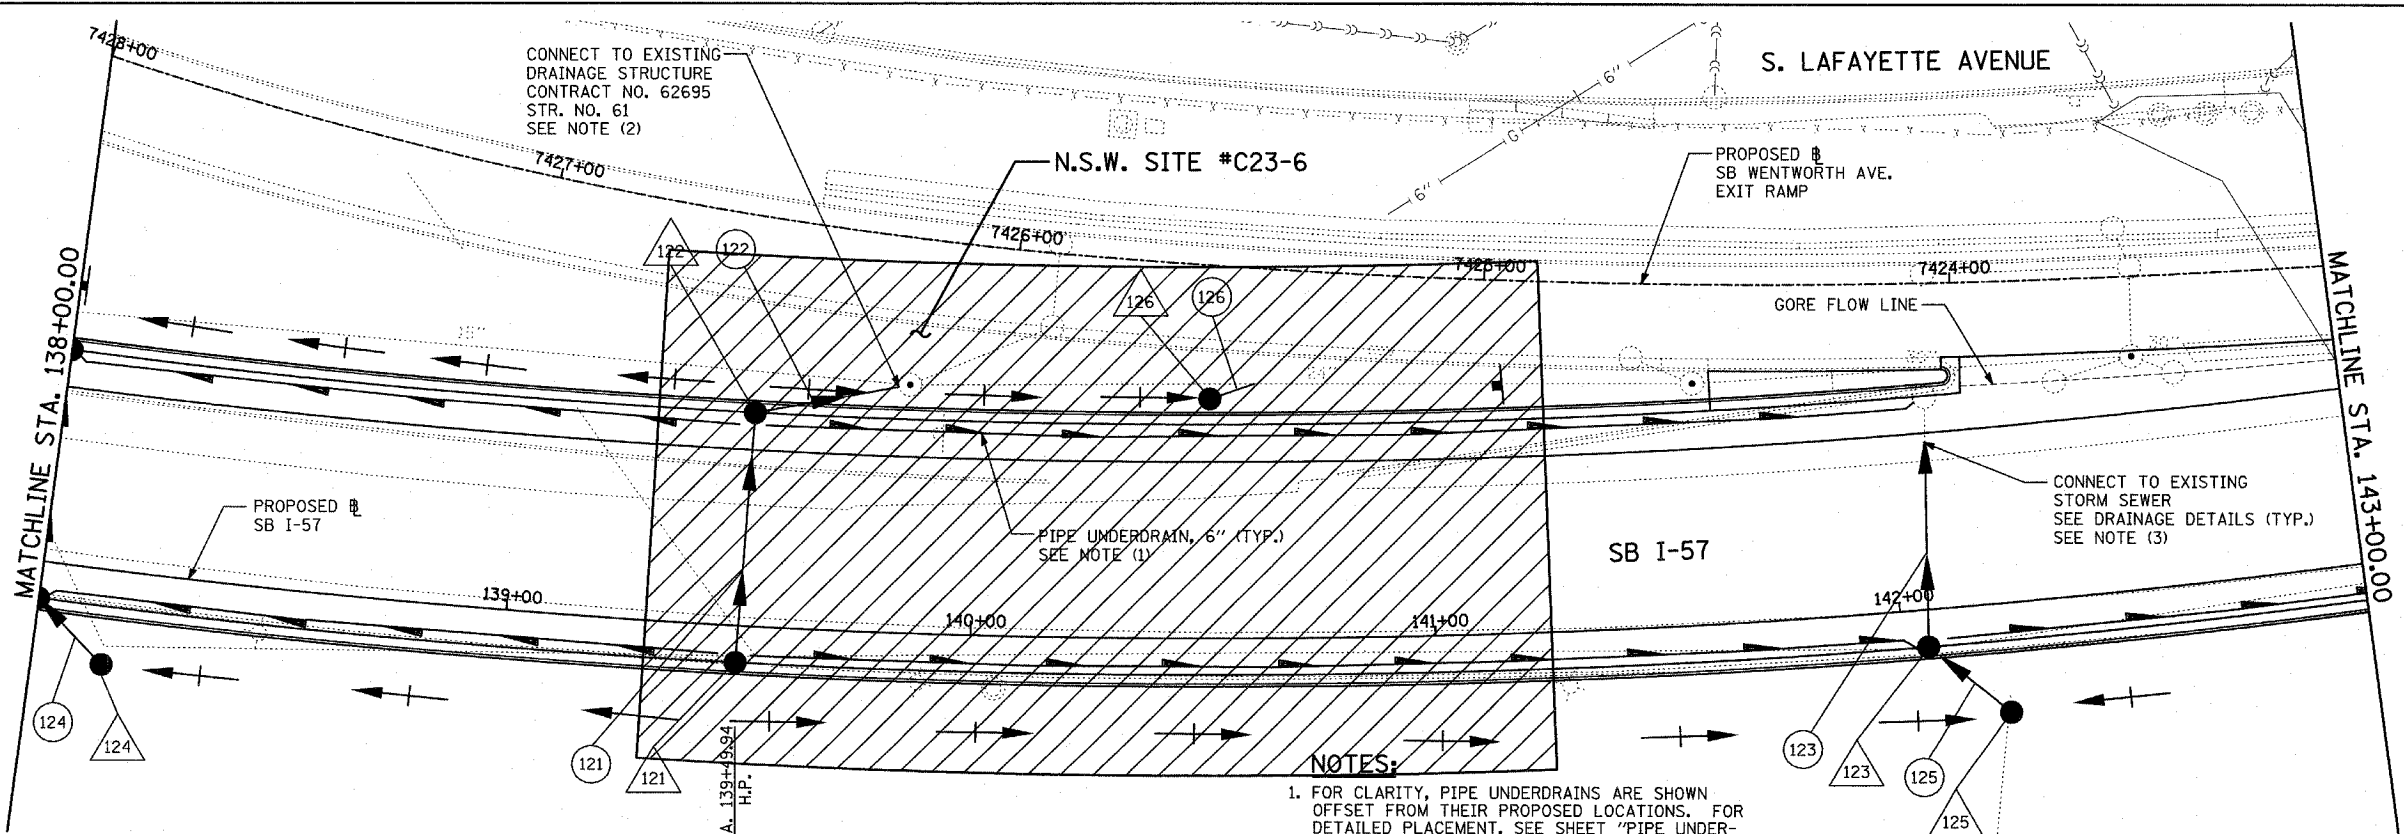 7428+00
CONNECT TO EXISTING
DRAINAGE STRUCTURE
CONTRACT NO. 62695
STR. NO. 61
SEE NOTE (2)
S. LAFAYETTE AVENUE
6"
G
6"
7427+00
N.S.W. SITE #C23-6
PROPOSED
SB WENTWORTH AVE.
EXIT RAMP
122
122
7426+00
7425+00
7424+00
126
126
GORE FLOW LINE
MATCHLINE STA. 138+00.00
MATCHLINE STA. 143+00.00
PROPOSED
SB I-57
PIPE UNDERDRAIN, 6" (TYP.)
SEE NOTE (1)
SB I-57
CONNECT TO EXISTING
STORM SEWER
SEE DRAINAGE DETAILS (TYP.)
SEE NOTE (3)
139+00
140+00
141+00
142+00
124
124
121
121
A. 139+49.94
H.P.
123
123
125
125
NOTES:
1. FOR CLARITY, PIPE UNDERDRAINS ARE SHOWN
OFFSET FROM THEIR PROPOSED LOCATIONS. FOR
DETAILED PLACEMENT, SEE SHEET "PIPE UNDER-